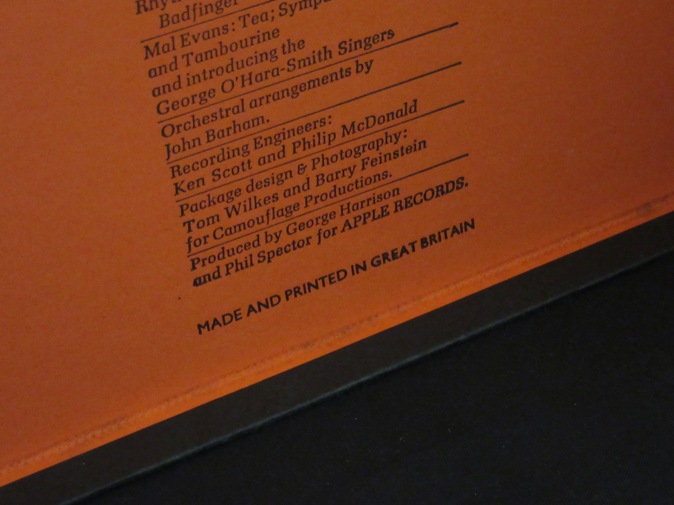 Badfinger
Mal Evans: Tea; Sympa
and Tambourine
and introducing the
George O'Hara-Smith Singers
Orchestral arrangements by
John Barham.
Recording Engineers:
Ken Scott and Philip McDonald
Package design & Photography:
Tom Wilkes and Barry Feinstein
for Camouflage Productions.
Produced by George Harrison
and Phil Spector for APPLE RECORDS.
MADE AND PRINTED IN GREAT BRITAIN